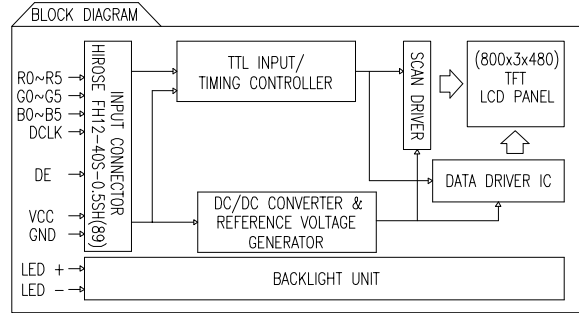 BLOCK DIAGRAM
R0~R5
G0~G5
B0~B5
DCLK
DE
VCC
GND
LED +
LED -
INPUT CONNECTOR
HIROSE FH12-40S-0.5SH(89)
TTL INPUT/
TIMING CONTROLLER
SCAN DRIVER
(800x3x480)
TFT
LCD PANEL
DATA DRIVER IC
DC/DC CONVERTER &
REFERENCE VOLTAGE
GENERATOR
BACKLIGHT UNIT